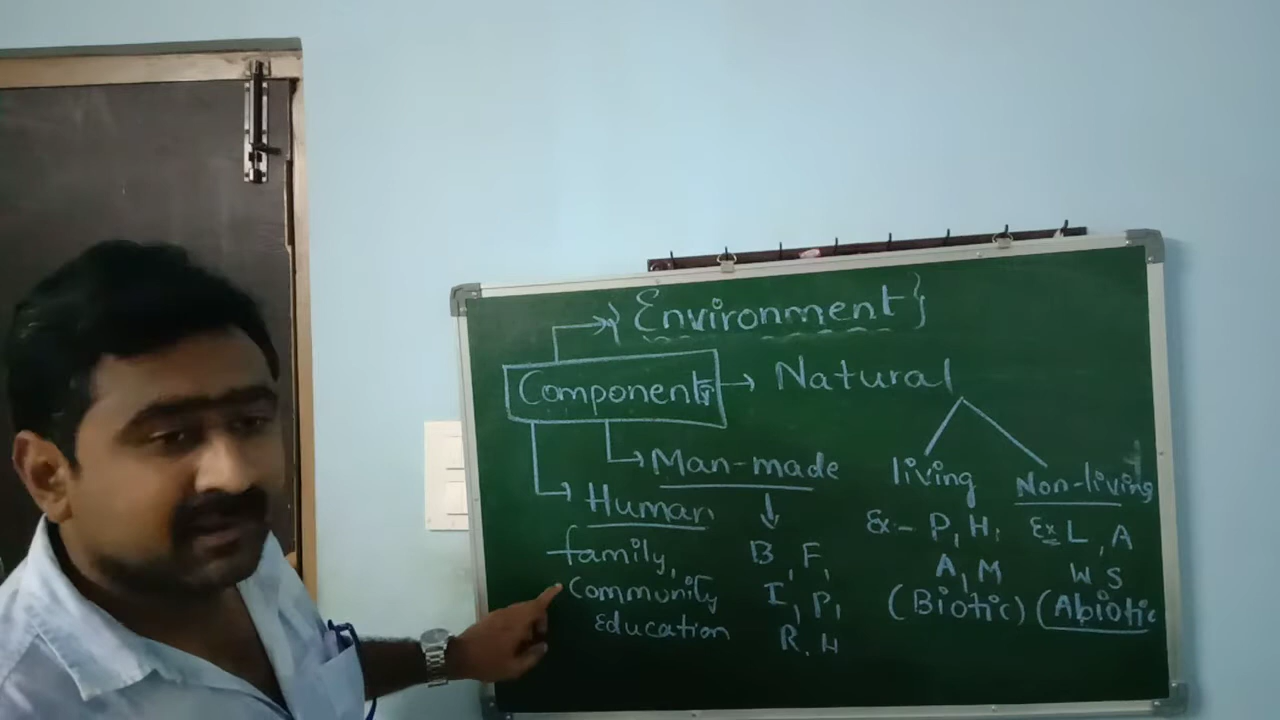 { Environment }
Components → Natural
Man-made
living
Non-living
Human
Ex:- P, H,
A, M
(Biotic)
Ex L, A
W S
(Abiotic
family,
Community
Education
B, F,
I, P,
R, H